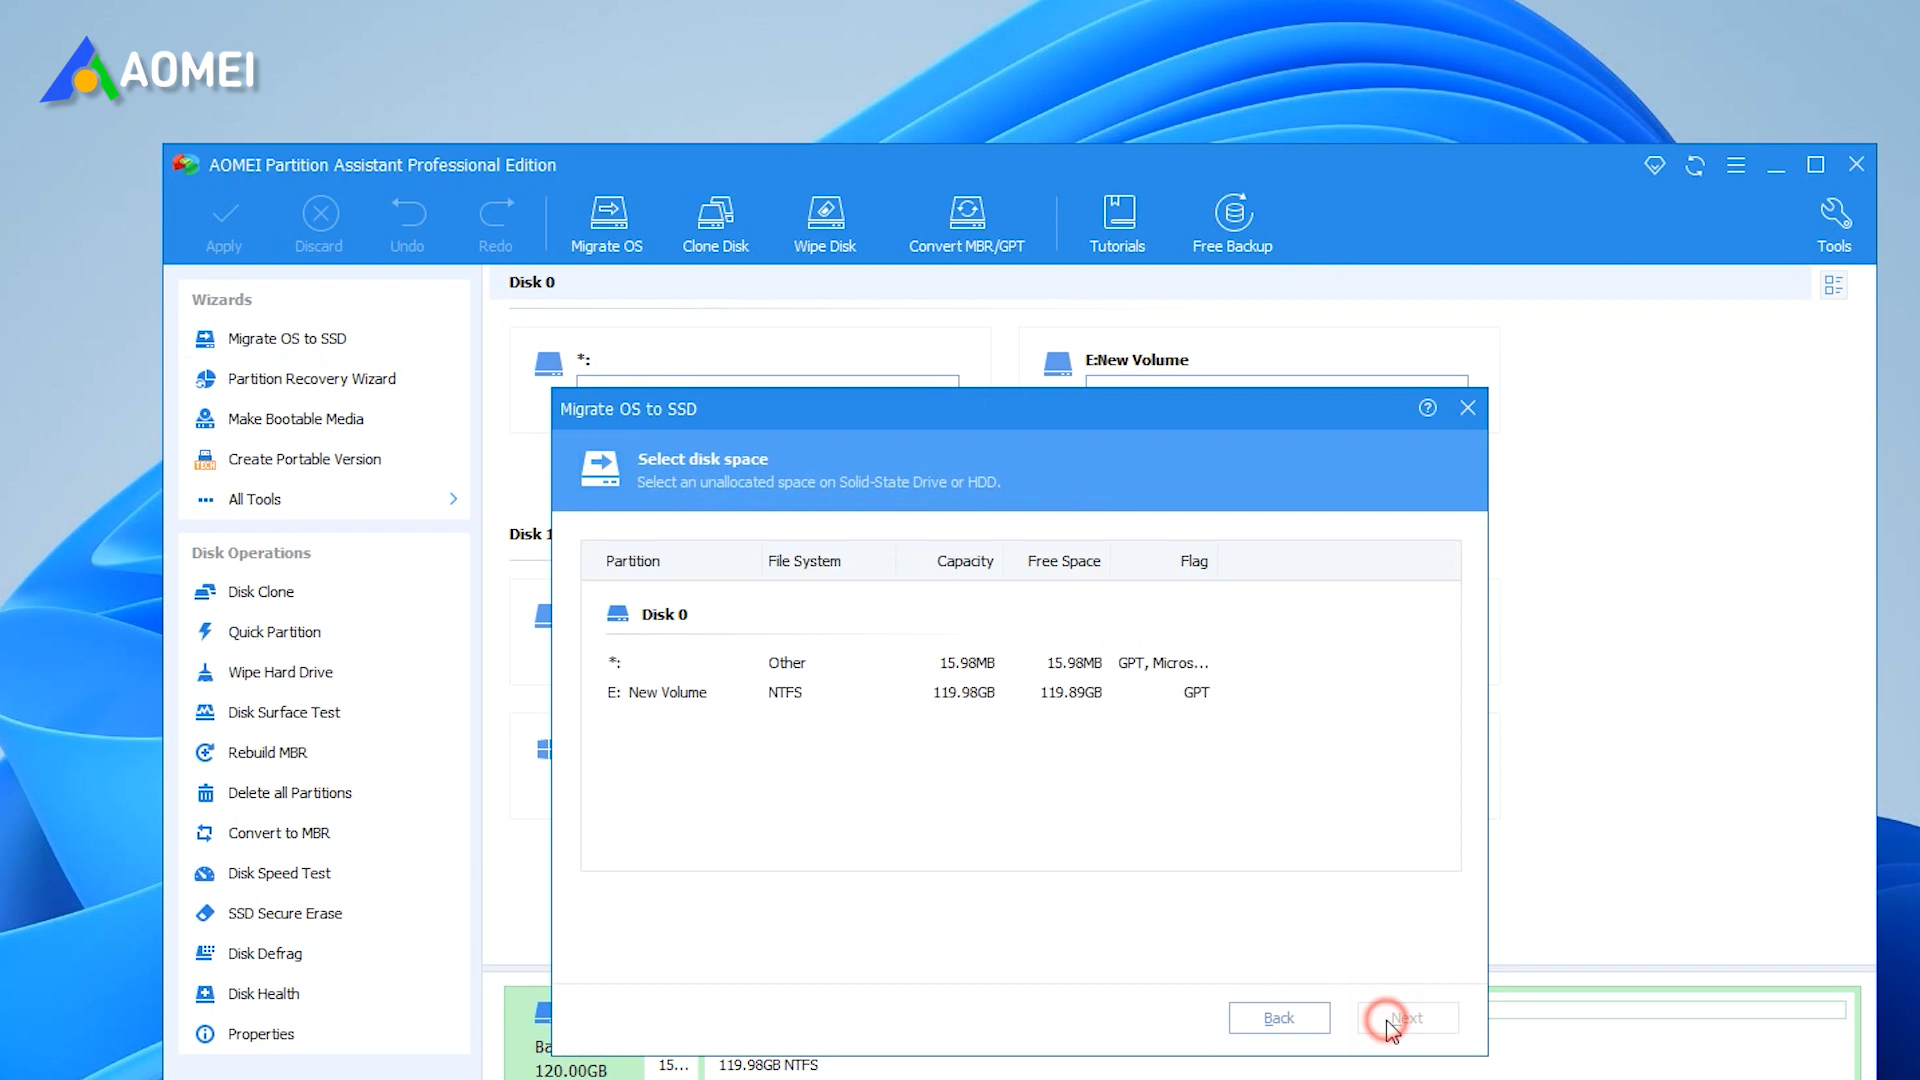 AOMEI
AOMEI Partition Assistant Professional Edition
Apply
Discard
Undo
Redo
Migrate OS
Clone Disk
Wipe Disk
Convert MBR/GPT
Tutorials
Free Backup
Tools
Wizards
Migrate OS to SSD
Partition Recovery Wizard
Make Bootable Media
TECH
Create Portable Version
All Tools
Disk Operations
Disk Clone
Quick Partition
Wipe Hard Drive
Disk Surface Test
Rebuild MBR
Delete all Partitions
Convert to MBR
Disk Speed Test
SSD Secure Erase
Disk Defrag
Disk Health
Properties
Disk 0
*:
E:New Volume
Disk 1
Migrate OS to SSD
Select disk space
Select an unallocated space on Solid-State Drive or HDD.
Partition File System Capacity Free Space Flag
Disk 0
*: Other 15.98MB 15.98MB GPT, Micros...
E: New Volume NTFS 119.98GB 119.89GB GPT
Back
Next
Ba
120.00GB
15...
119.98GB NTFS